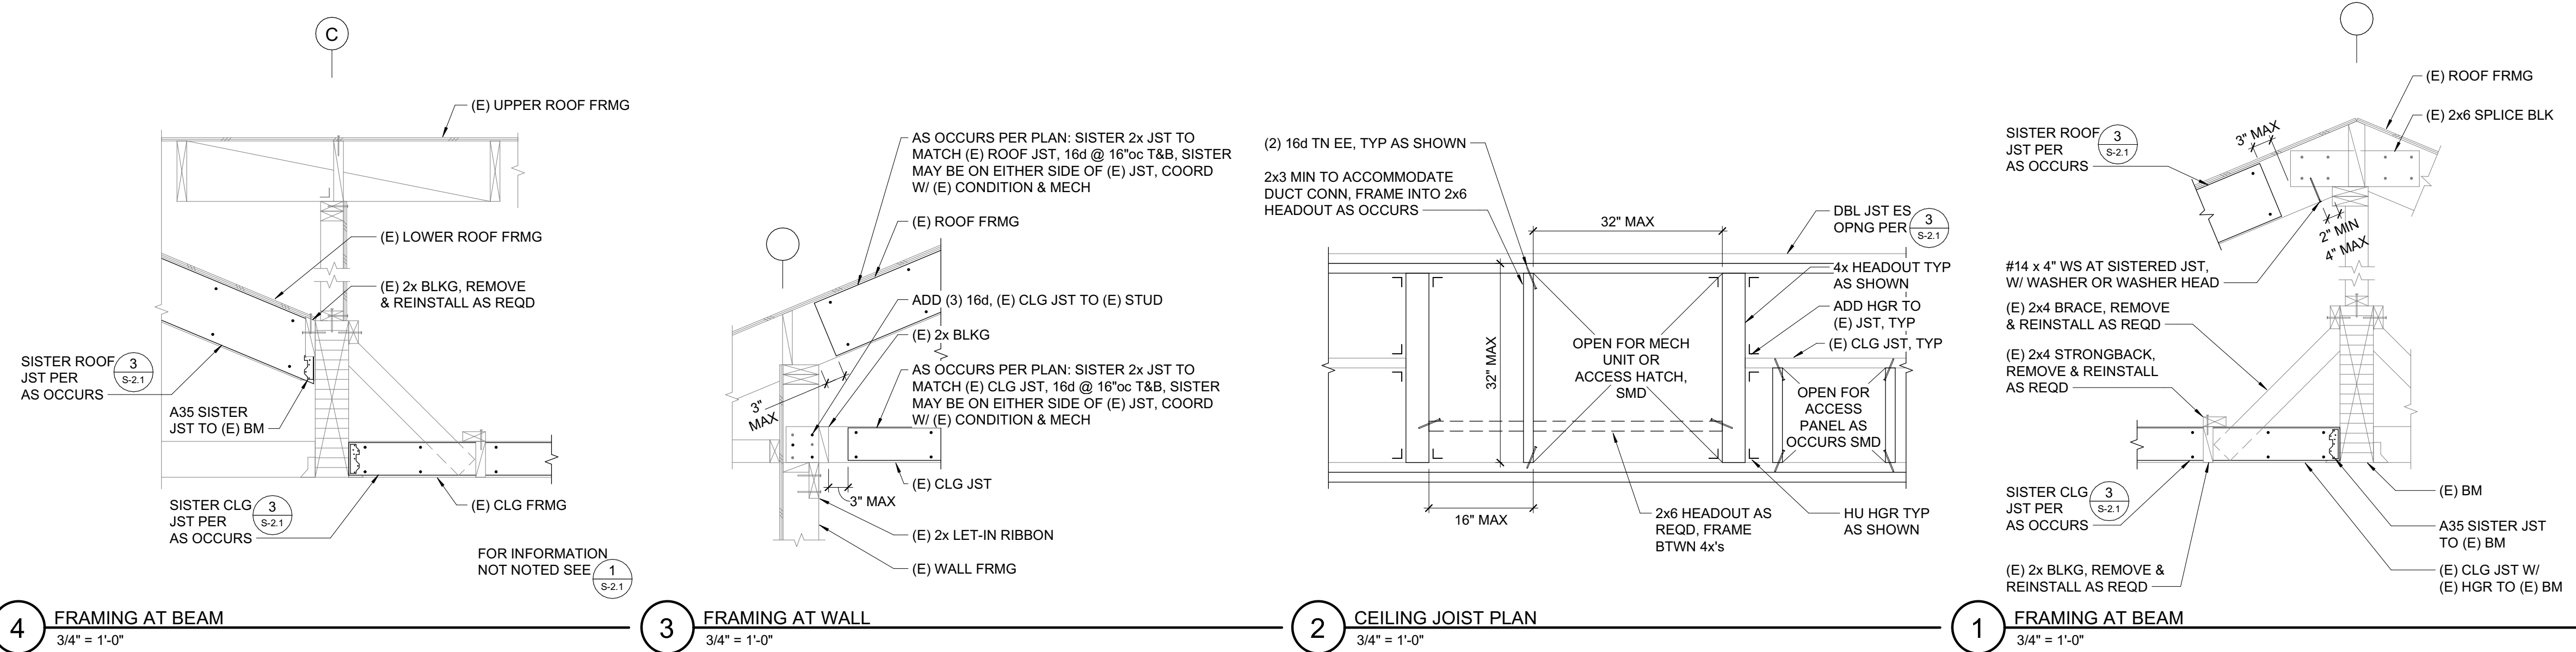 C
(E) UPPER ROOF FRMG
(E) LOWER ROOF FRMG
(E) 2x BLKG, REMOVE
& REINSTALL AS REQD
SISTER ROOF
JST PER
AS OCCURS
3
S-2.1
A35 SISTER
JST TO (E) BM
SISTER CLG
JST PER
AS OCCURS
3
S-2.1
(E) CLG FRMG
FOR INFORMATION
NOT NOTED SEE
1
S-2.1
4
FRAMING AT BEAM
3/4" = 1'-0"
AS OCCURS PER PLAN: SISTER 2x JST TO
MATCH (E) ROOF JST, 16d @ 16"oc T&B, SISTER
MAY BE ON EITHER SIDE OF (E) JST, COORD
W/ (E) CONDITION & MECH
(E) ROOF FRMG
ADD (3) 16d, (E) CLG JST TO (E) STUD
(E) 2x BLKG
AS OCCURS PER PLAN: SISTER 2x JST TO
MATCH (E) CLG JST, 16d @ 16"oc T&B, SISTER
MAY BE ON EITHER SIDE OF (E) JST, COORD
W/ (E) CONDITION & MECH
3"
MAX
(E) CLG JST
3" MAX
(E) 2x LET-IN RIBBON
(E) WALL FRMG
3
FRAMING AT WALL
3/4" = 1'-0"
(2) 16d TN EE, TYP AS SHOWN
2x3 MIN TO ACCOMMODATE
DUCT CONN, FRAME INTO 2x6
HEADOUT AS OCCURS
32" MAX
DBL JST ES
OPNG PER
3
S-2.1
4x HEADOUT TYP
AS SHOWN
ADD HGR TO
(E) JST, TYP
(E) CLG JST, TYP
32" MAX
OPEN FOR MECH
UNIT OR
ACCESS HATCH,
SMD
OPEN FOR
ACCESS
PANEL AS
OCCURS SMD
16" MAX
2x6 HEADOUT AS
REQD, FRAME
BTWN 4x's
HU HGR TYP
AS SHOWN
2
CEILING JOIST PLAN
3/4" = 1'-0"
(E) ROOF FRMG
(E) 2x6 SPLICE BLK
SISTER ROOF
JST PER
AS OCCURS
3
S-2.1
3" MAX
2" MIN
4" MAX
#14 x 4" WS AT SISTERED JST,
W/ WASHER OR WASHER HEAD
(E) 2x4 BRACE, REMOVE
& REINSTALL AS REQD
(E) 2x4 STRONGBACK,
REMOVE & REINSTALL
AS REQD
SISTER CLG
JST PER
AS OCCURS
3
S-2.1
(E) 2x BLKG, REMOVE &
REINSTALL AS REQD
(E) BM
A35 SISTER JST
TO (E) BM
(E) CLG JST W/
(E) HGR TO (E) BM
1
FRAMING AT BEAM
3/4" = 1'-0"